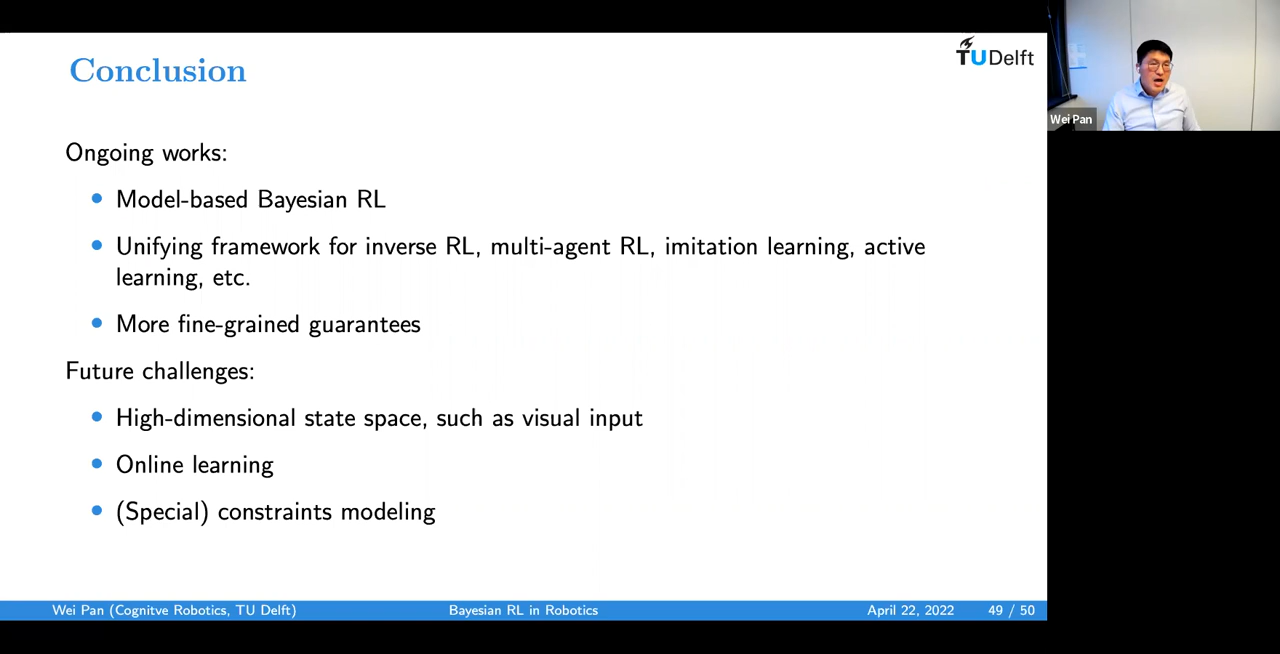 Conclusion
TUDelft
Wei Pan
Ongoing works:
Model-based Bayesian RL
Unifying framework for inverse RL, multi-agent RL, imitation learning, active
learning, etc.
More fine-grained guarantees
Future challenges:
High-dimensional state space, such as visual input
Online learning
(Special) constraints modeling
Wei Pan (Cognitve Robotics, TU Delft) Bayesian RL in Robotics April 22, 2022 49 / 50